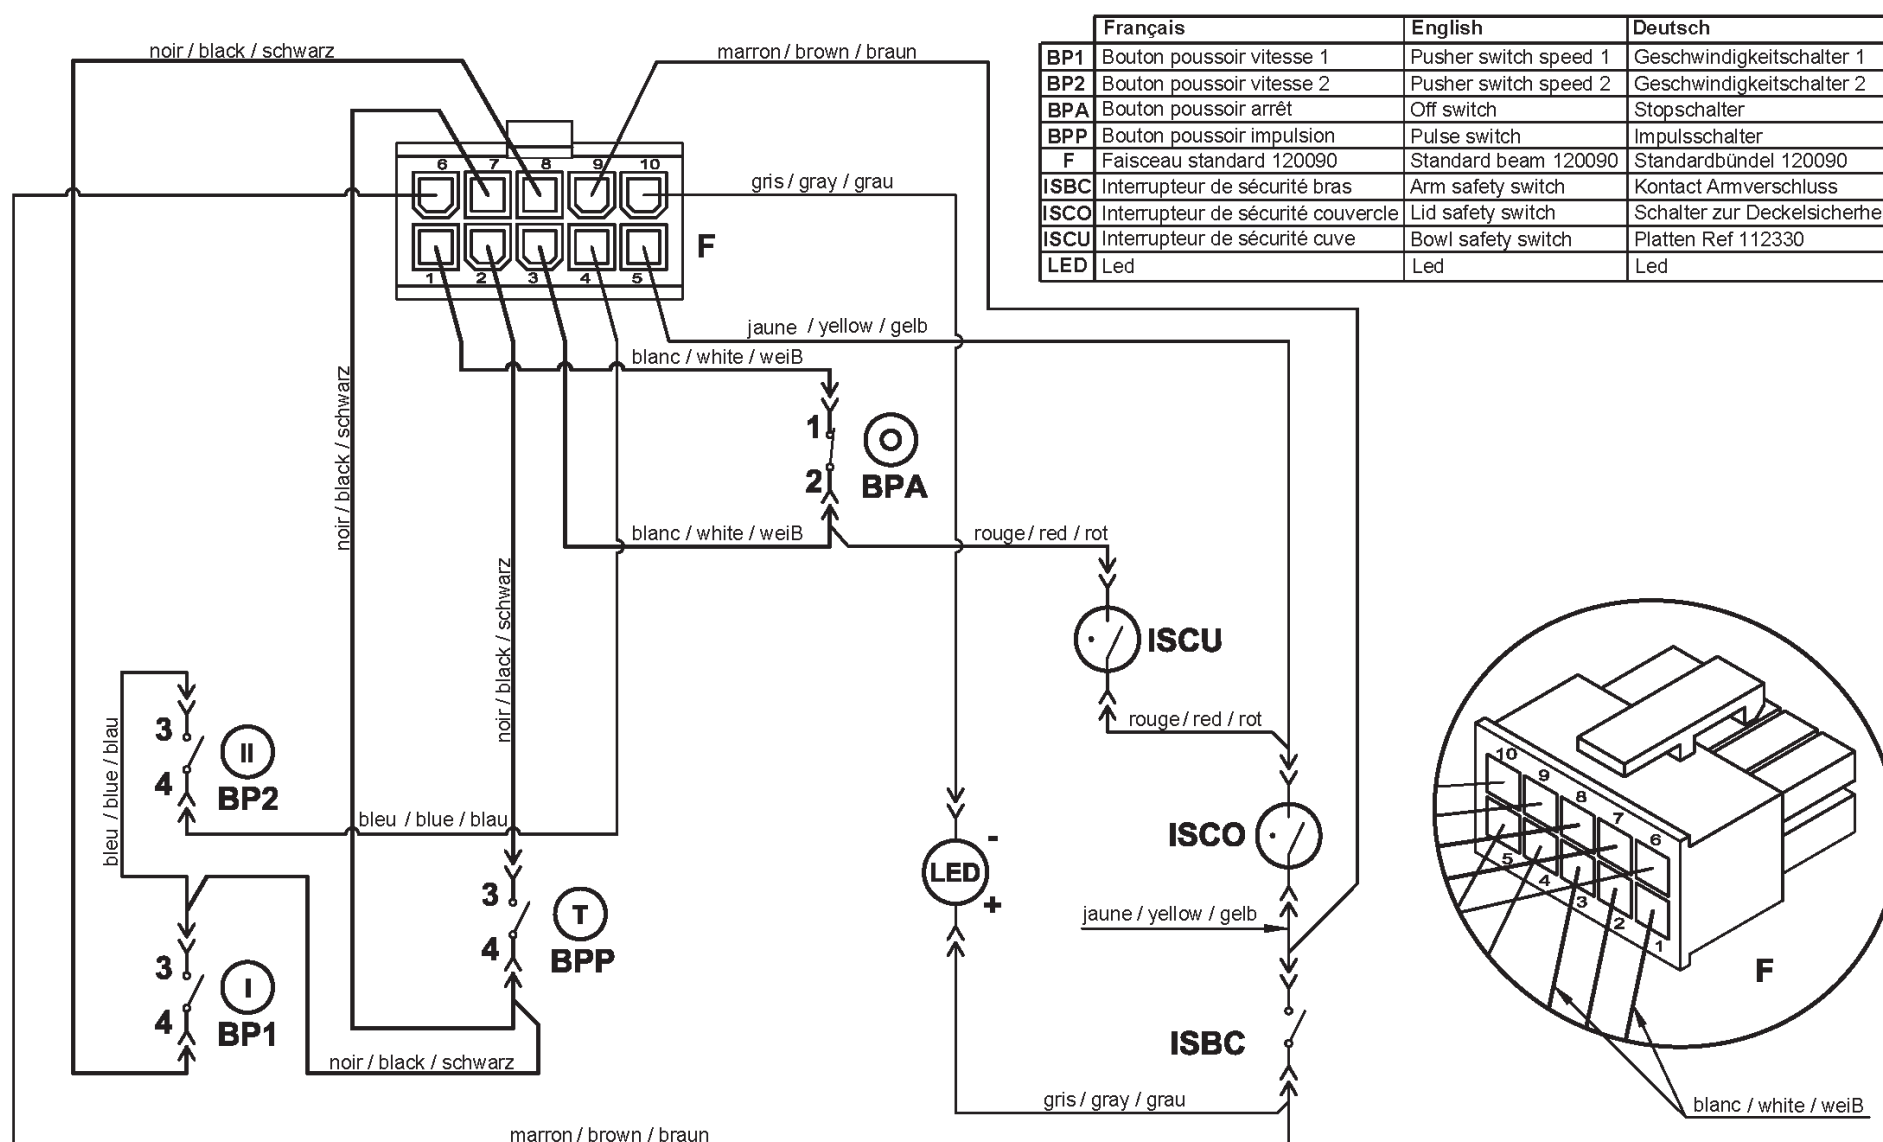 noir / black / schwarz
marron / brown / braun
Français English Deutsch
BP1 Bouton poussoir vitesse 1 Pusher switch speed 1 Geschwindigkeitschalter 1
BP2 Bouton poussoir vitesse 2 Pusher switch speed 2 Geschwindigkeitschalter 2
BPA Bouton poussoir arrêt Off switch Stopschalter
BPP Bouton poussoir impulsion Pulse switch Impulsschalter
F Faisceau standard 120090 Standard beam 120090 Standardbündel 120090
ISBC Interrupteur de sécurité bras Arm safety switch Kontact Armverschluss
ISCO Interrupteur de sécurité couvercle Lid safety switch Schalter zur Deckelsicherhe
ISCU Interrupteur de sécurité cuve Bowl safety switch Platten Ref 112330
LED Led Led Led
6 7 8 9 10
gris / gray / grau
F
1 2 3 4 5
jaune / yellow / gelb
blanc / white / weiB
noir / black / schwarz
1
2
BPA
blanc / white / weiB
rouge / red / rot
noir / black / schwarz
ISCU
rouge / red / rot
bleu / blue / blau
3
4
II
BP2
bleu / blue / blau
ISCO
-
LED
+
3
4
T
BPP
jaune / yellow / gelb
3
4
I
BP1
ISBC
noir / black / schwarz
gris / gray / grau
marron / brown / braun
10 9 8 7 6
5 4 3 2 1
F
blanc / white / weiB